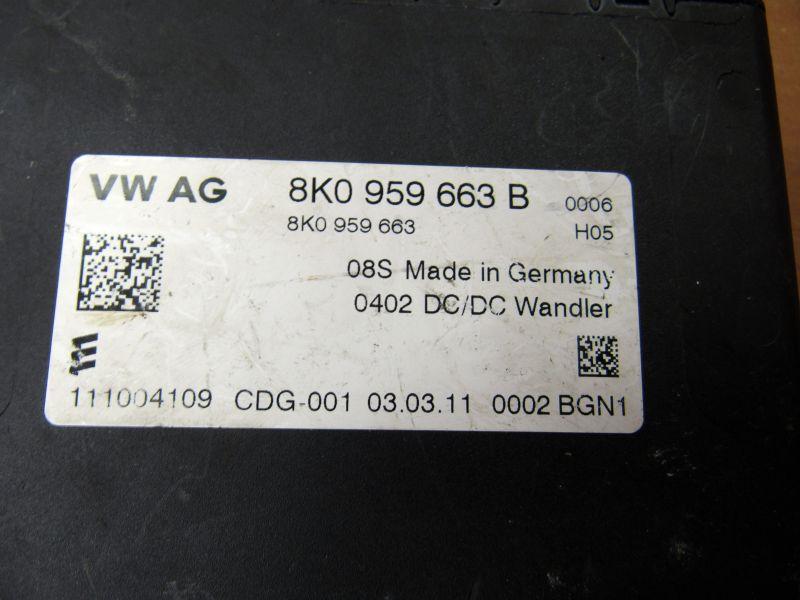 VW AG 8K0 959 663 B 0006
8K0 959 663 H05
08S Made in Germany
0402 DC/DC Wandler
111004109 CDG-001 03.03.11 0002 BGN1